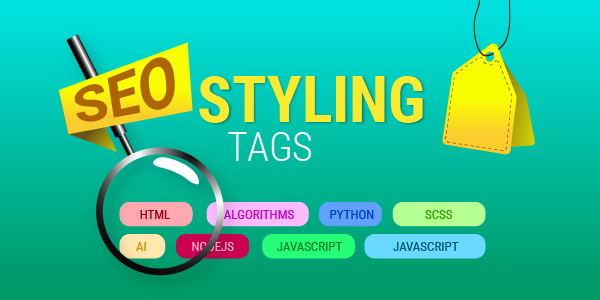 SEO
STYLING
TAGS
HTML ALGORITHMS PYTHON SCSS
AI NODEJS JAVASCRIPT JAVASCRIPT